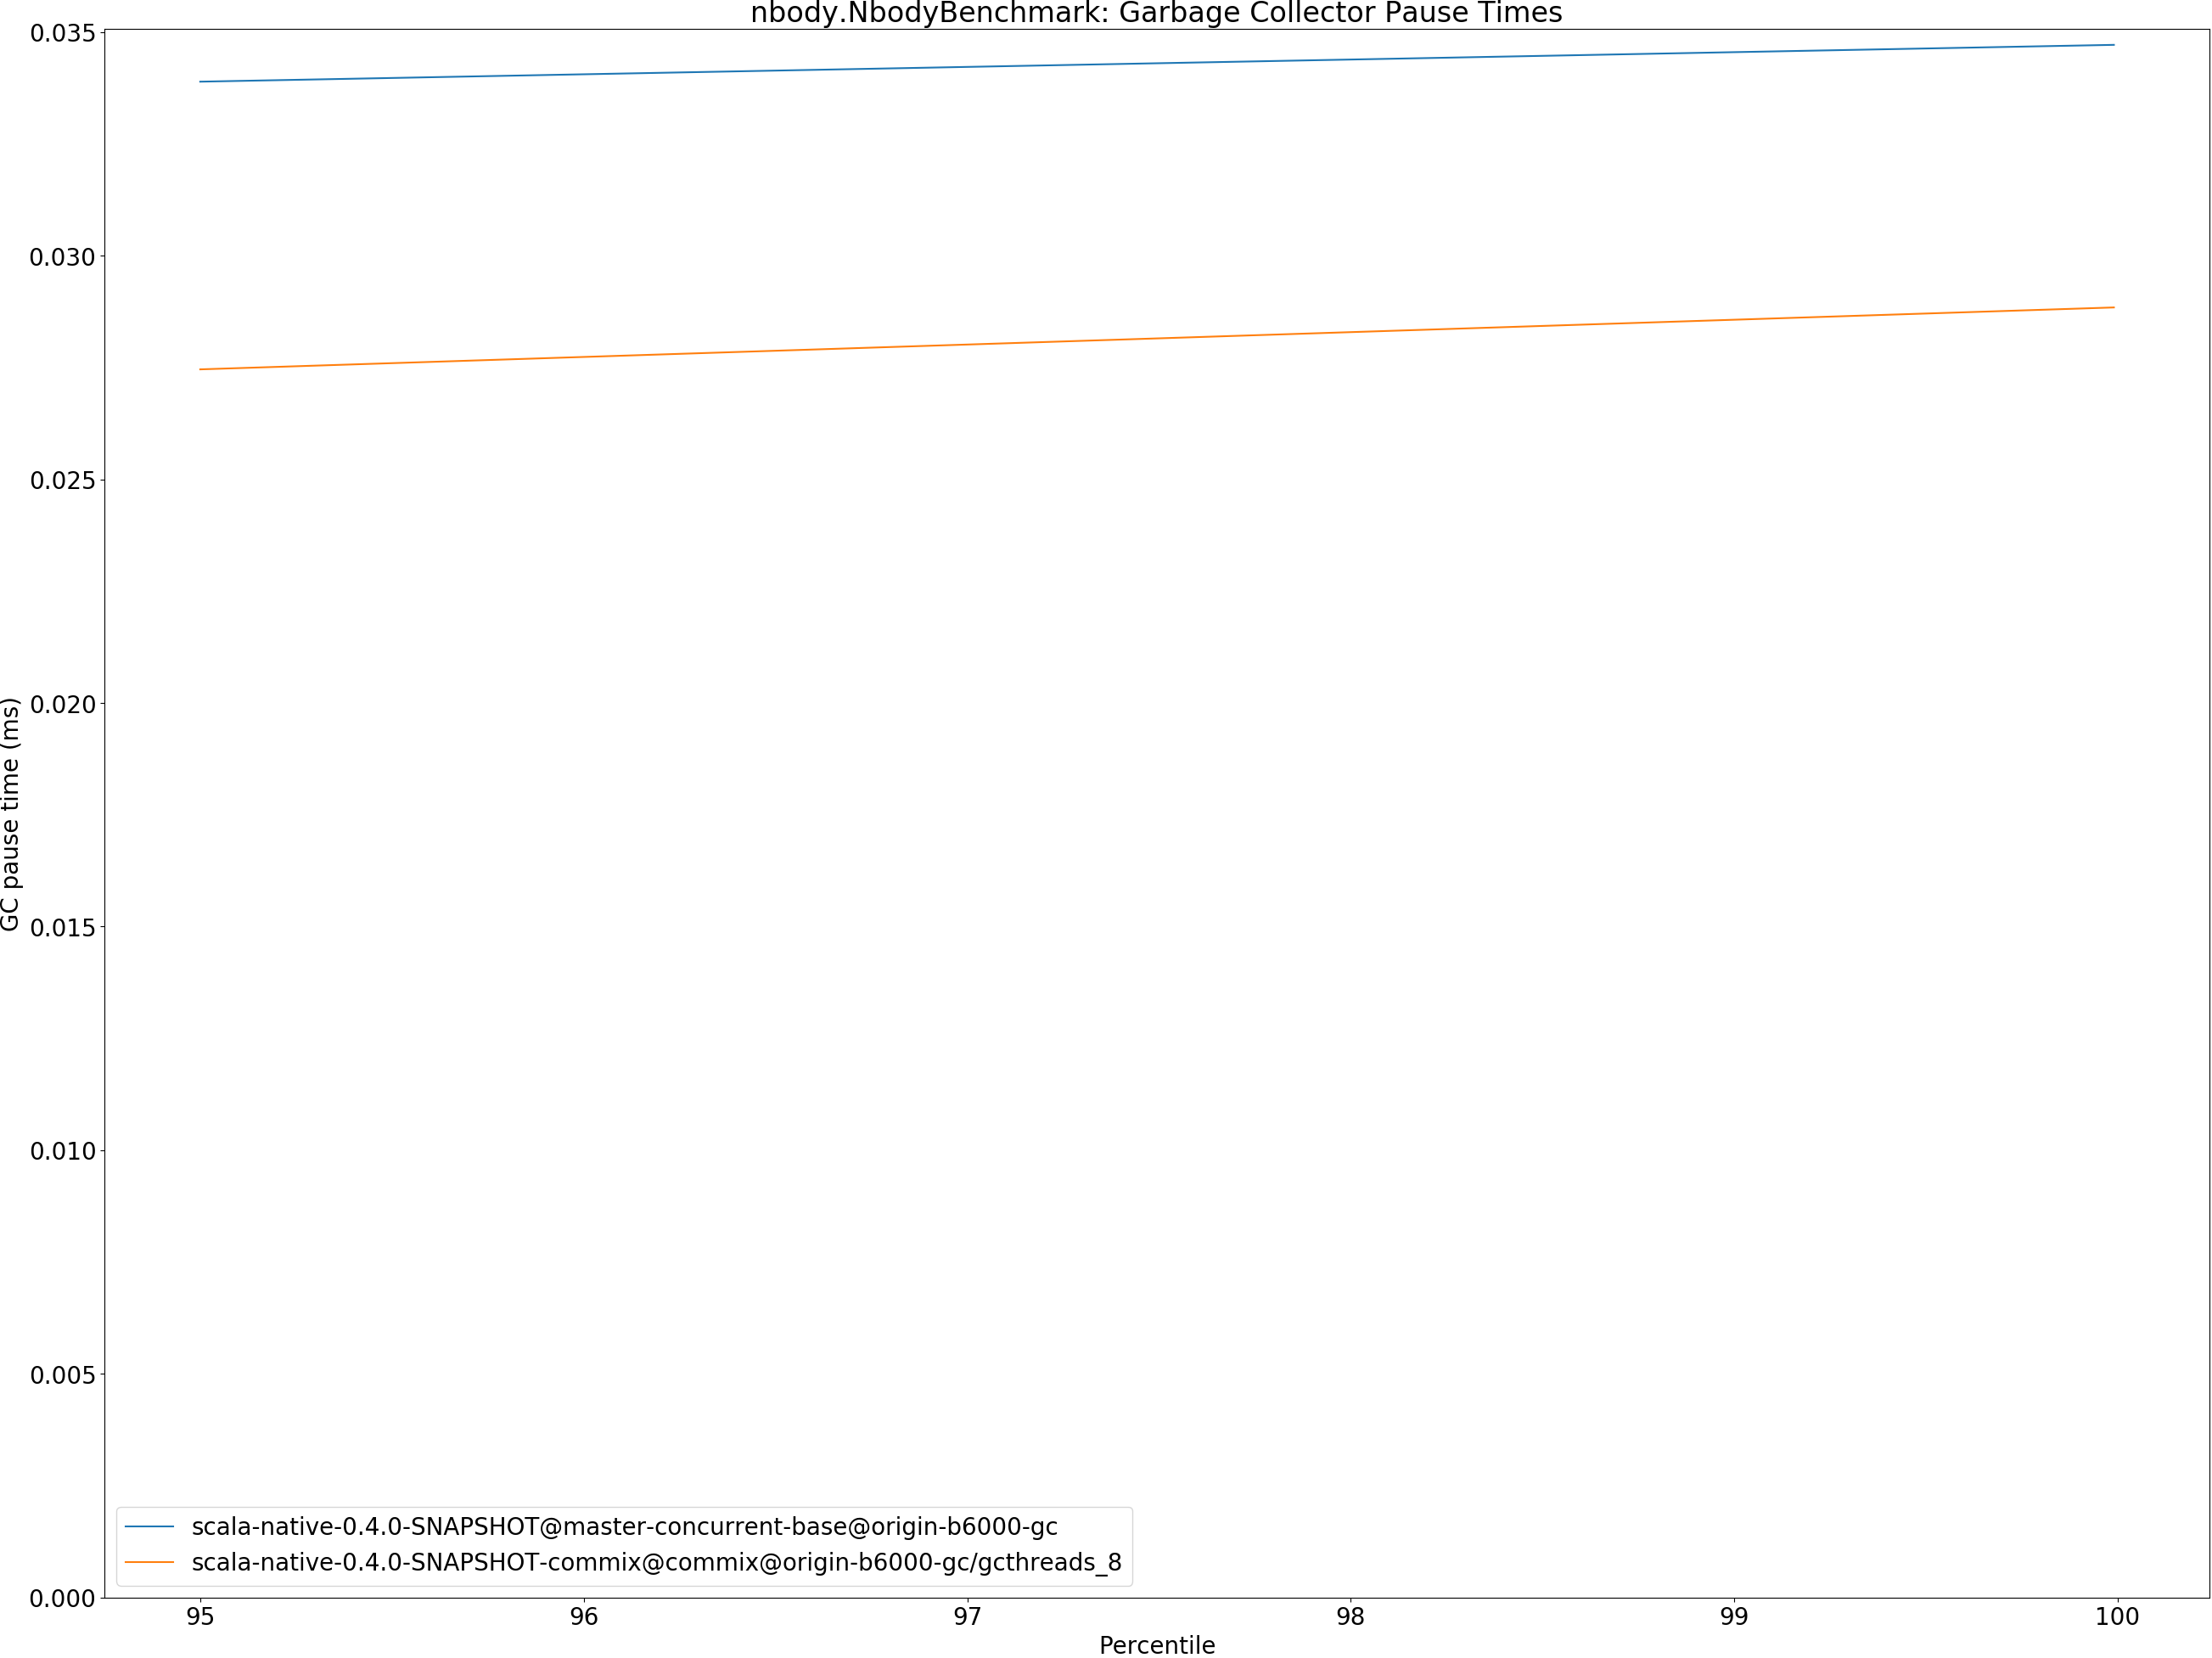 nbody.NbodyBenchmark: Garbage Collector Pause Times
0.035
0.030
0.025
0.020
0.015
0.010
0.005
0.000
GC pause time (ms)
scala-native-0.4.0-SNAPSHOT@master-concurrent-base@origin-b6000-gc
scala-native-0.4.0-SNAPSHOT-commix@commix@origin-b6000-gc/gcthreads_8
95 96 97 98 99 100
Percentile